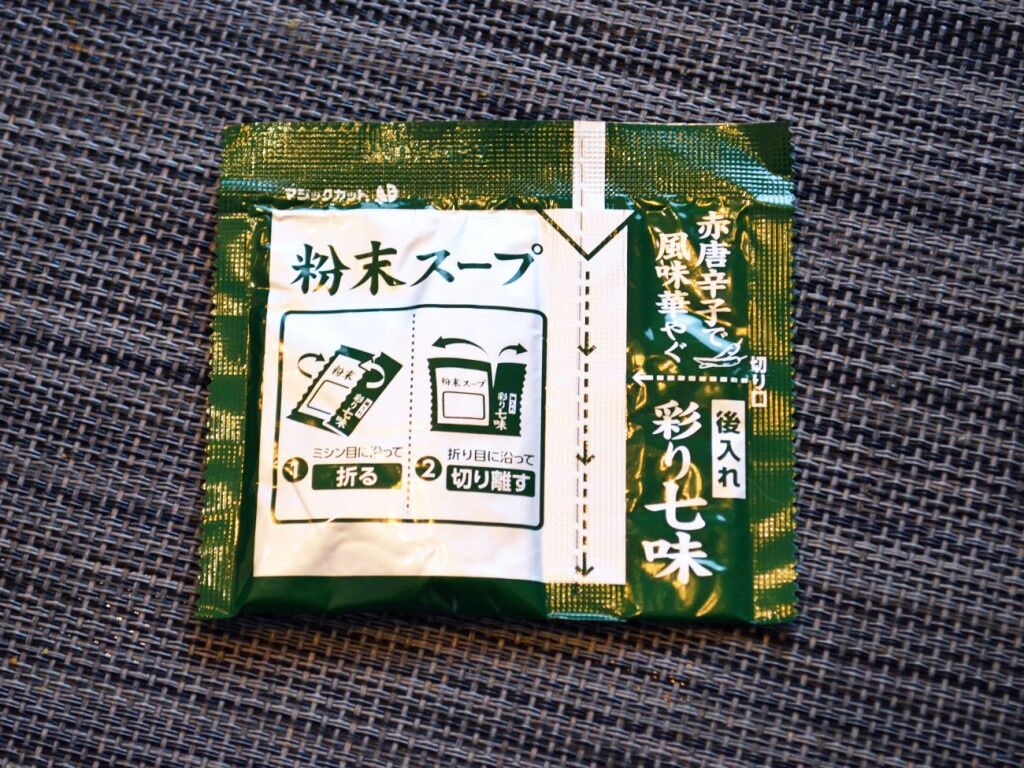 マジックカット
粉末スープ
粉末
彩り七味
ミシン目に沿って
1 折る
粉末スープ
彩り七味
折り目に沿って
2 切り離す
赤唐辛子で
風味華やぐ
切り口
後入れ
彩り七味